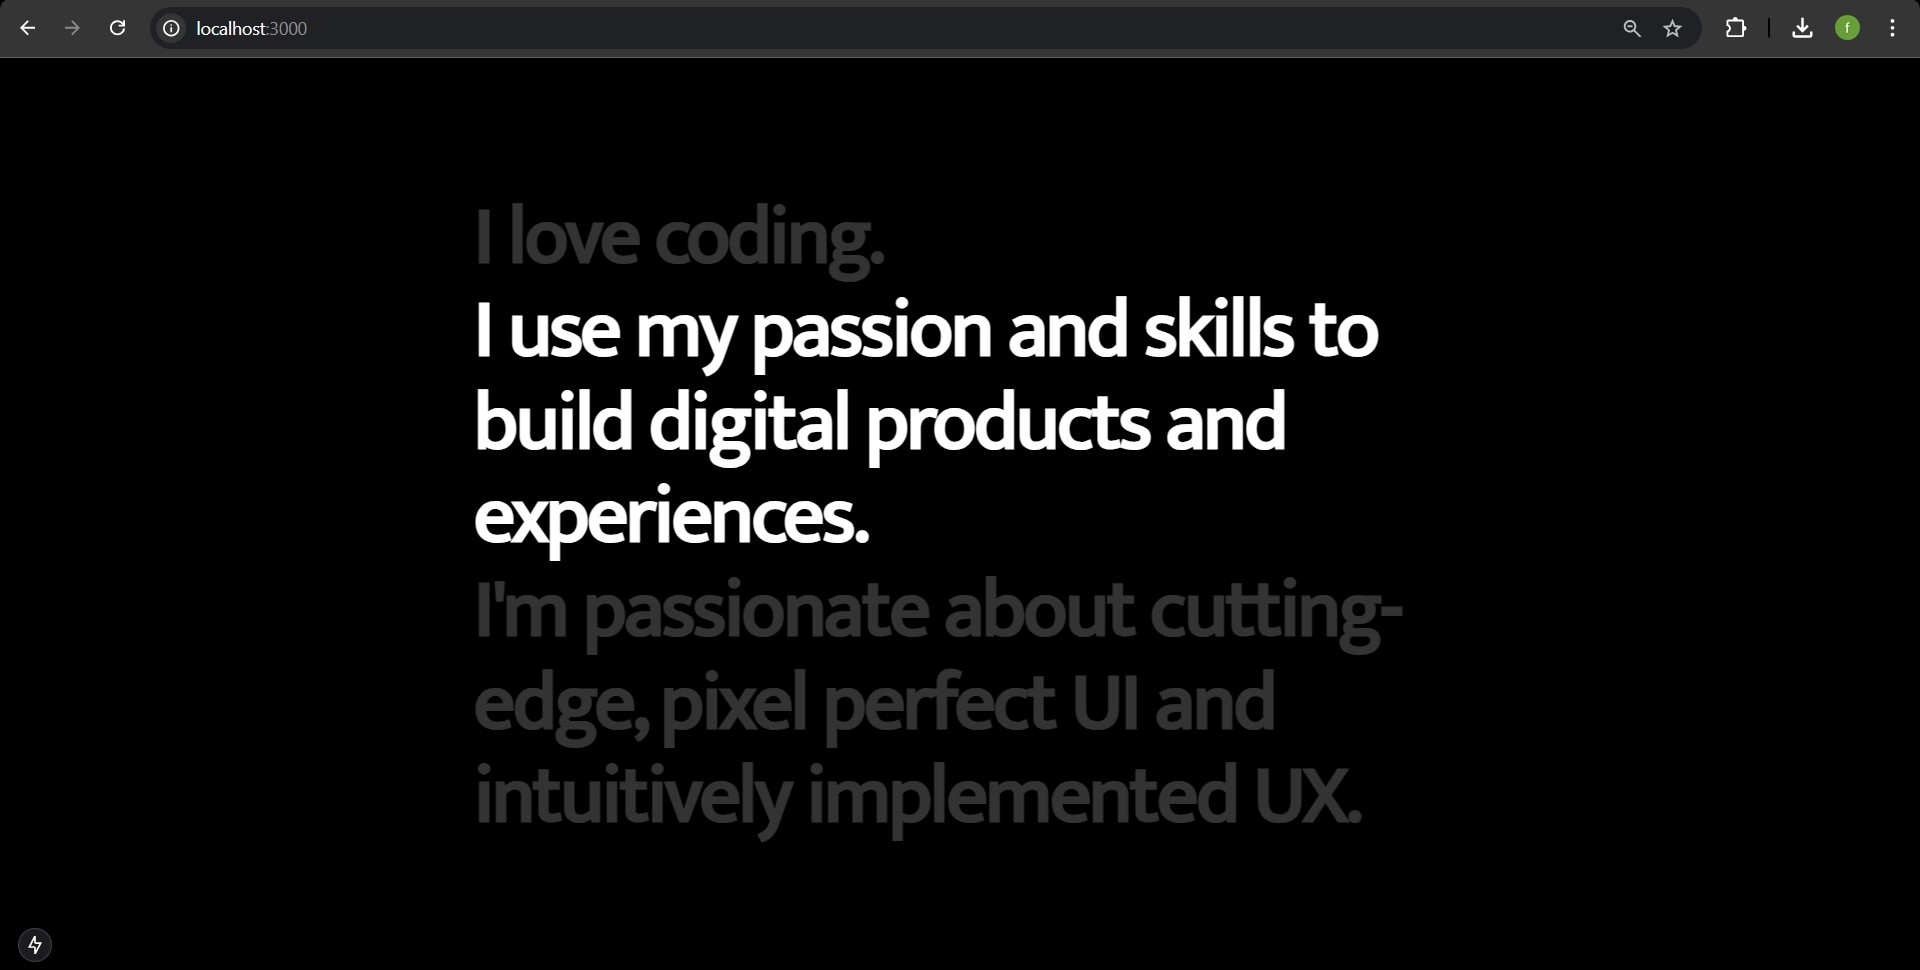 localhost:3000
f
I love coding.
I use my passion and skills to
build digital products and
experiences.
I'm passionate about cutting-
edge, pixel perfect UI and
intuitively implemented UX.